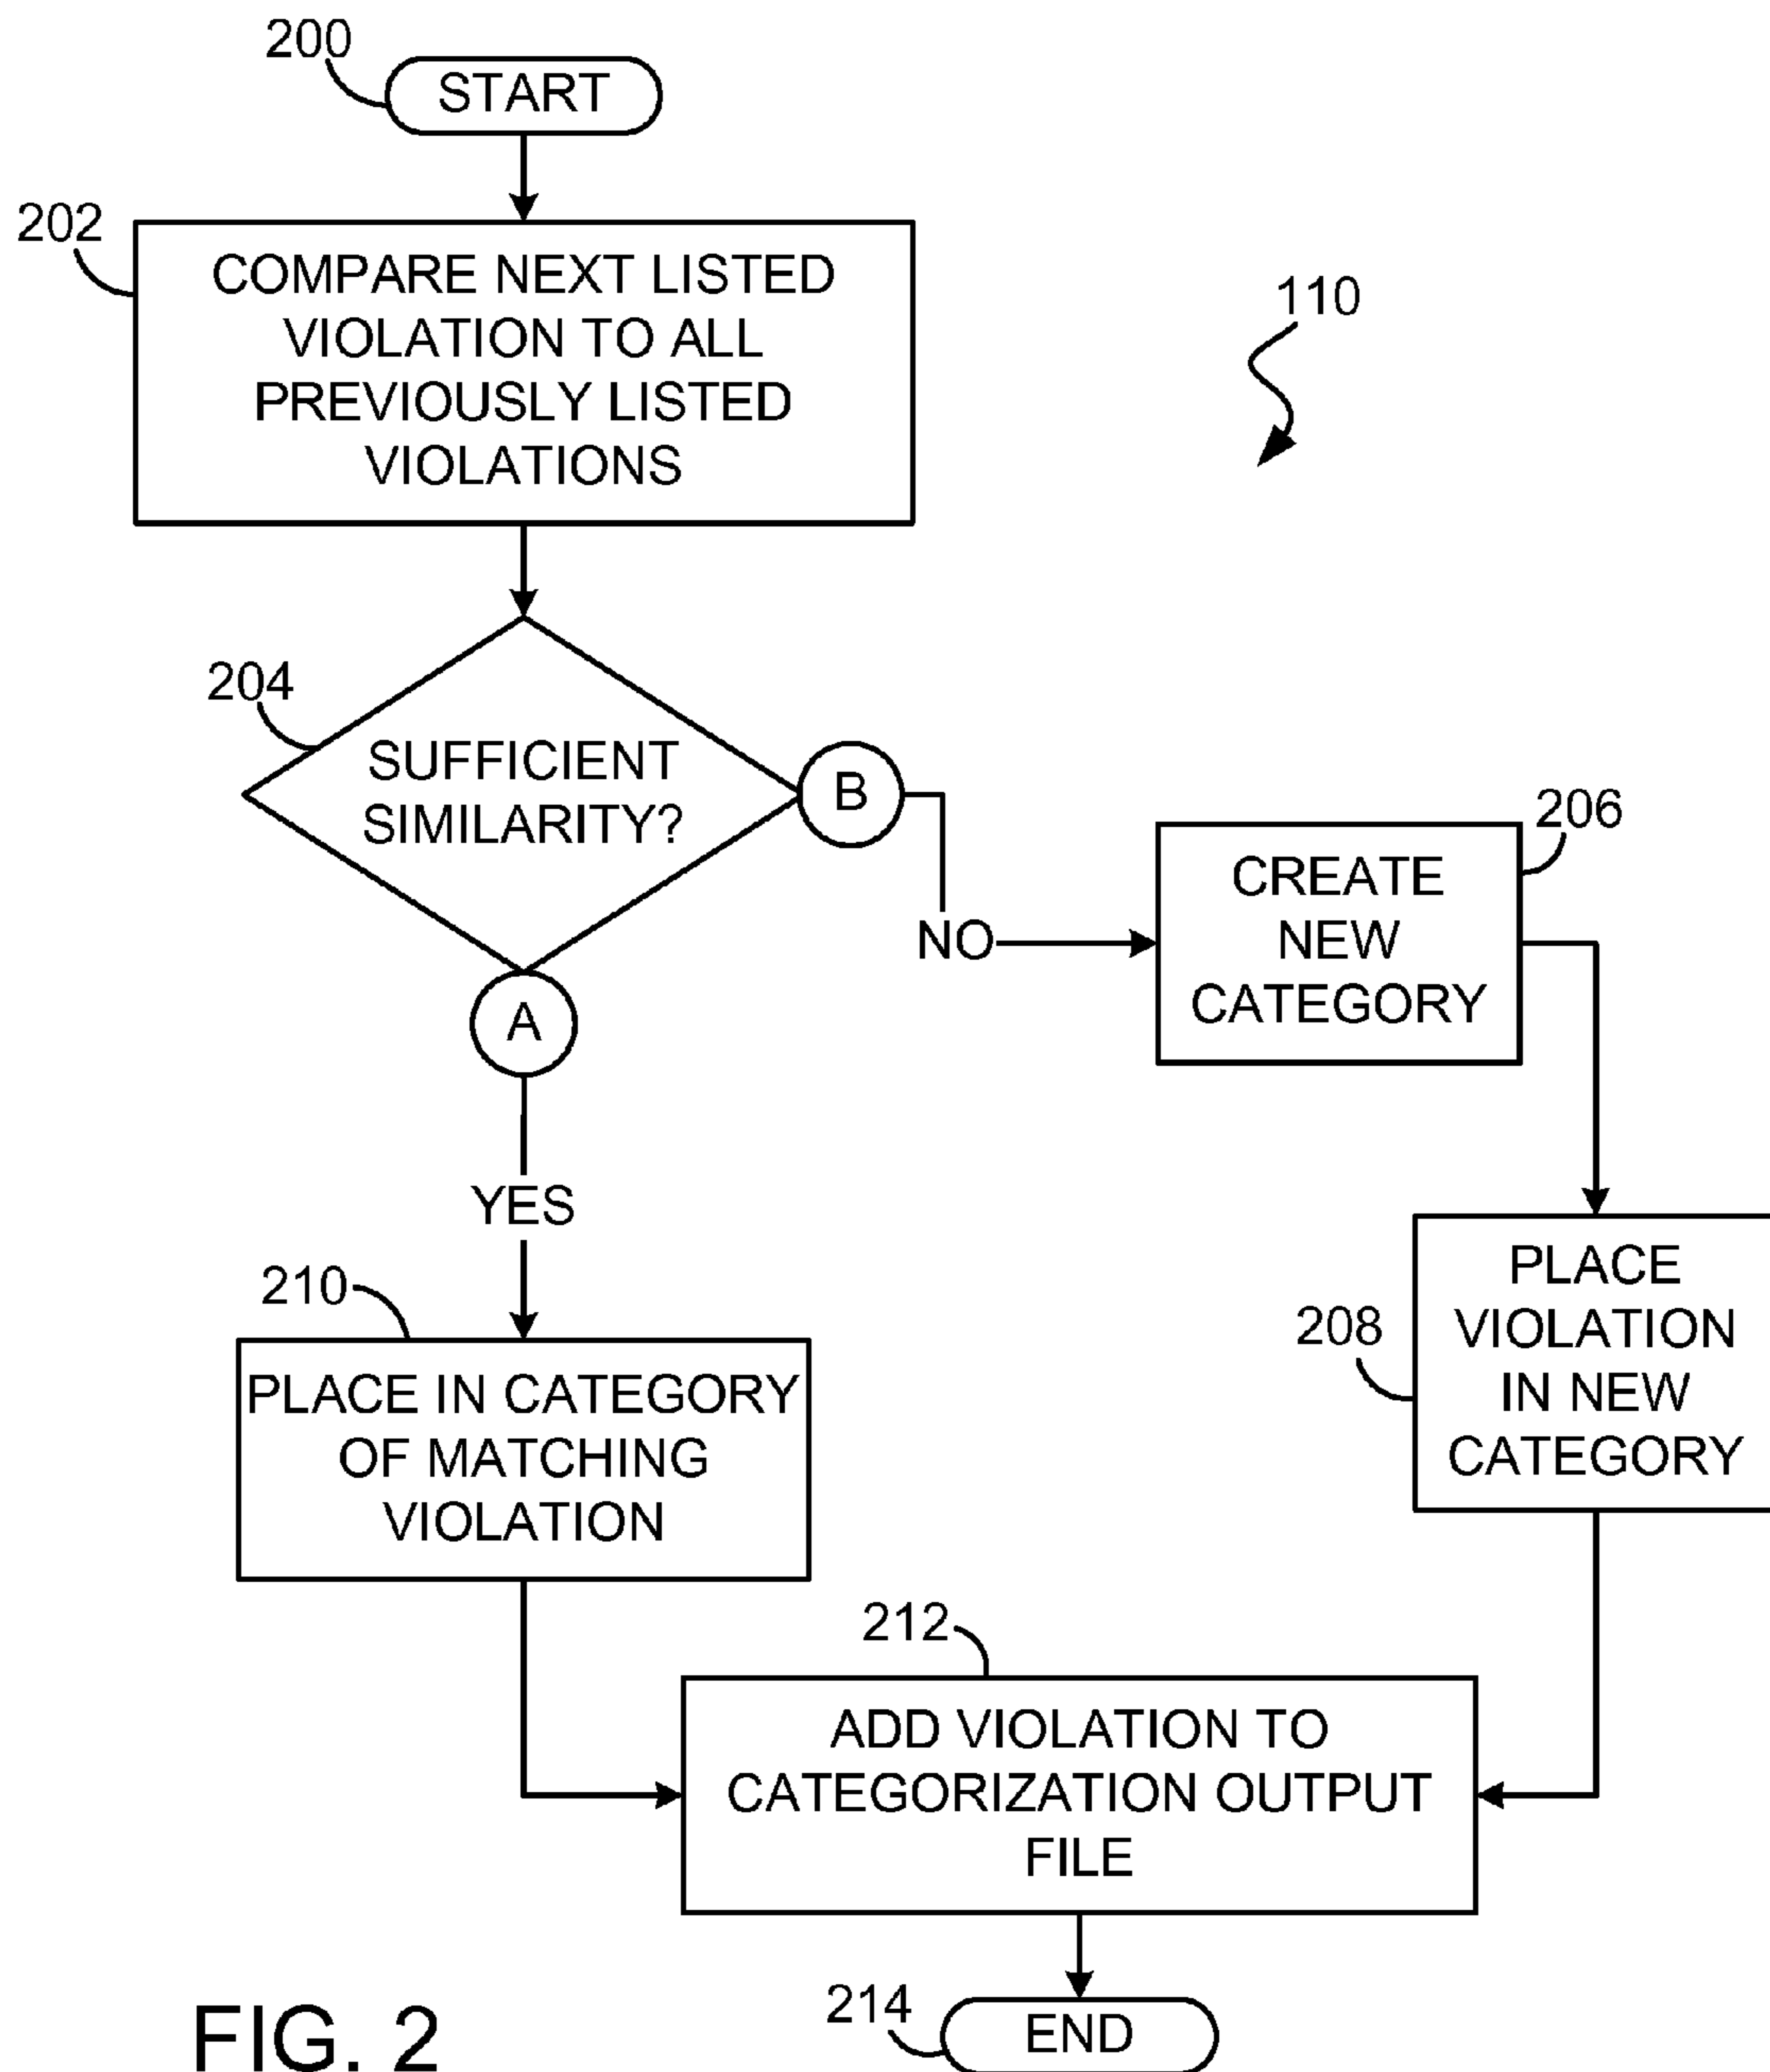 200
START
202
COMPARE NEXT LISTED
VIOLATION TO ALL
PREVIOUSLY LISTED
VIOLATIONS
110
204
SUFFICIENT
SIMILARITY?
B
NO
206
CREATE
NEW
CATEGORY
A
YES
208
PLACE
VIOLATION
IN NEW
CATEGORY
210
PLACE IN CATEGORY
OF MATCHING
VIOLATION
212
ADD VIOLATION TO
CATEGORIZATION OUTPUT
FILE
214
END
FIG. 2